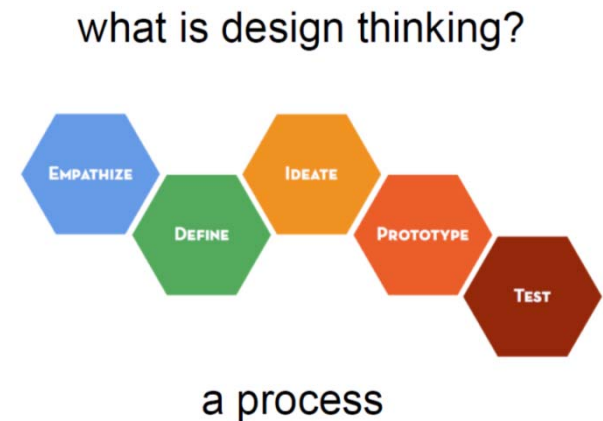 what is design thinking?
EMPATHIZE
DEFINE
IDEATE
PROTOTYPE
TEST
a process